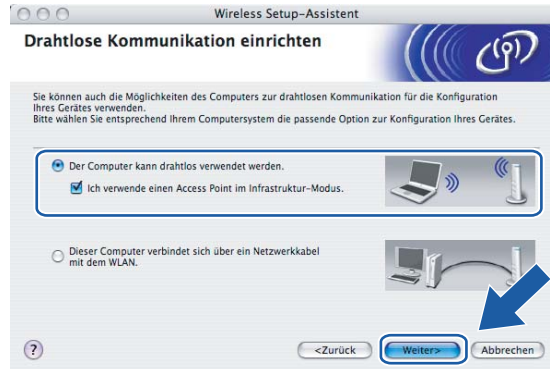 Wireless Setup-Assistent
Drahtlose Kommunikation einrichten
Sie können auch die Möglichkeiten des Computers zur drahtlosen Kommunikation für die Konfiguration
Ihres Gerätes verwenden.
Bitte wählen Sie entsprechend Ihrem Computersystem die passende Option zur Konfiguration Ihres Gerätes.
Der Computer kann drahtlos verwendet werden.
Ich verwende einen Access Point im Infrastruktur-Modus.
Dieser Computer verbindet sich über ein Netzwerkkabel
mit dem WLAN.
?
<Zurück
Weiter>
Abbrechen